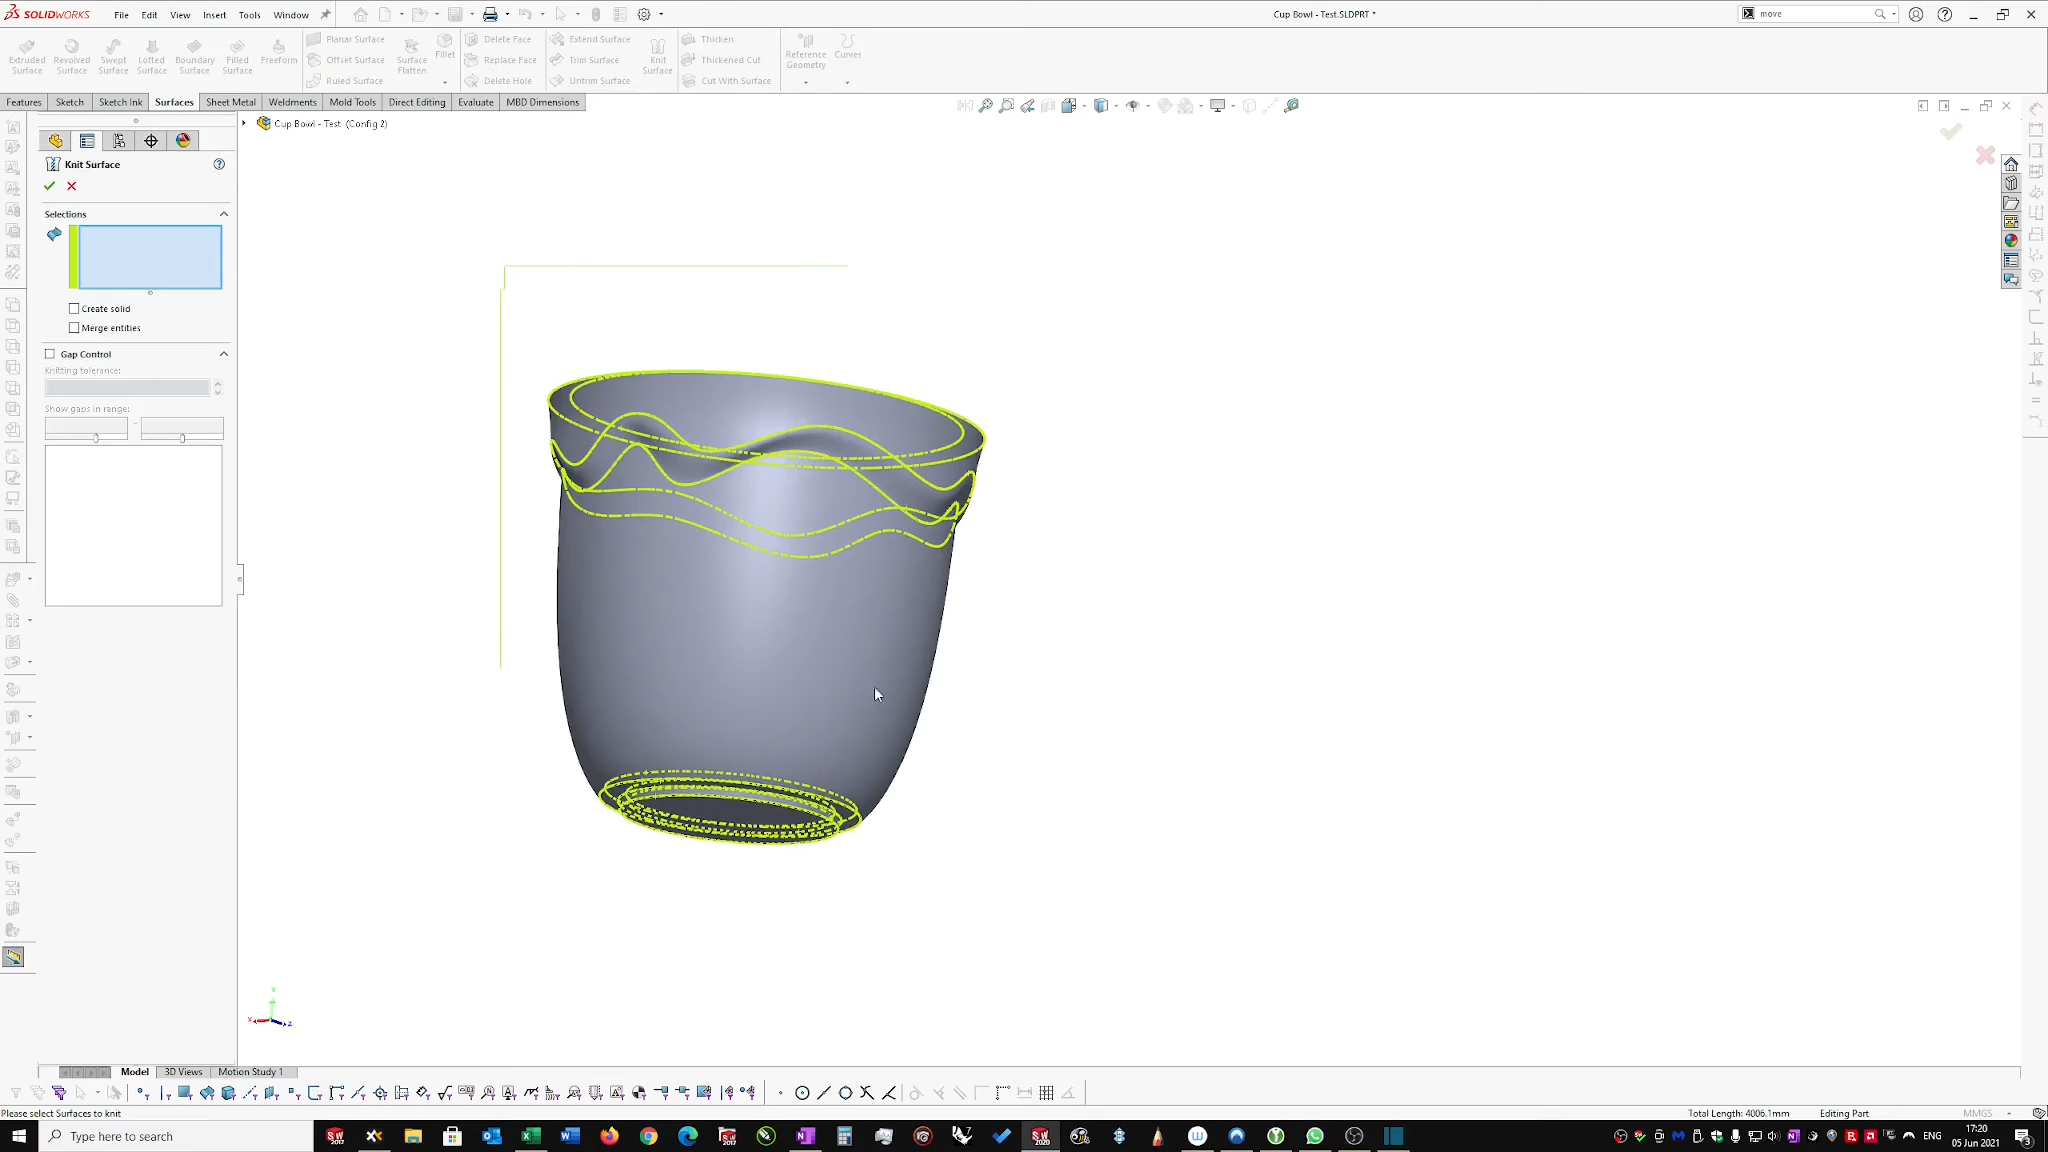 SOLIDWORKS File Edit View Insert Tools Window Cup Bowl - Test.SLDPRT * move
Extruded Surface
Revolved Surface
Swept Surface
Lofted Surface
Boundary Surface
Filled Surface
Freeform
Planar Surface
Offset Surface
Ruled Surface
Surface Flatten
Fillet
Delete Face
Replace Face
Delete Hole
Extend Surface
Trim Surface
Untrim Surface
Knit Surface
Thicken
Thickened Cut
Cut With Surface
Reference Geometry
Curves
Features Sketch Sketch Ink Surfaces Sheet Metal Weldments Mold Tools Direct Editing Evaluate MBD Dimensions
Cup Bowl - Test (Config 2)
Knit Surface
Selections
Create solid
Merge entities
Gap Control
Knitting tolerance:
Show gaps in range:
-
Y
X
Z
Model 3D Views Motion Study 1
Please select Surfaces to knit
Total Length: 4006.1mm Editing Part MMGS
Type here to search
ENG
17:20
05 Jun 2021